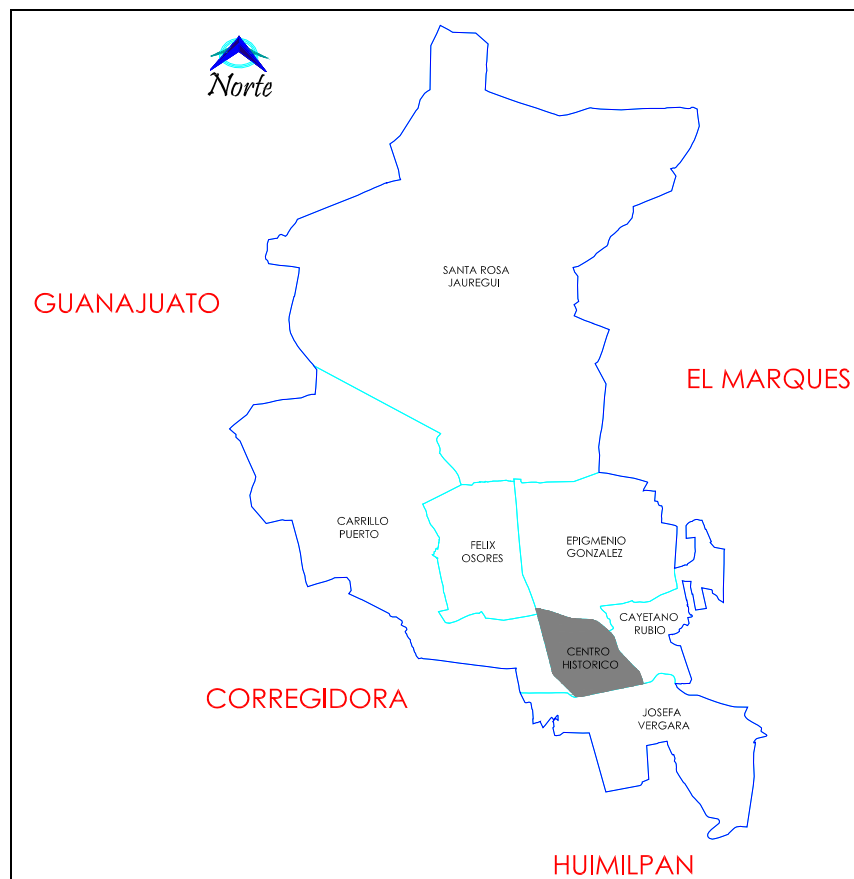 Norte
SANTA ROSA
JAUREGUI
GUANAJUATO
EL MARQUES
CARRILLO
PUERTO
FELIX
OSORES
EPIGMENIO
GONZALEZ
CAYETANO
RUBIO
CENTRO
HISTORICO
CORREGIDORA
JOSEFA
VERGARA
HUIMILPAN